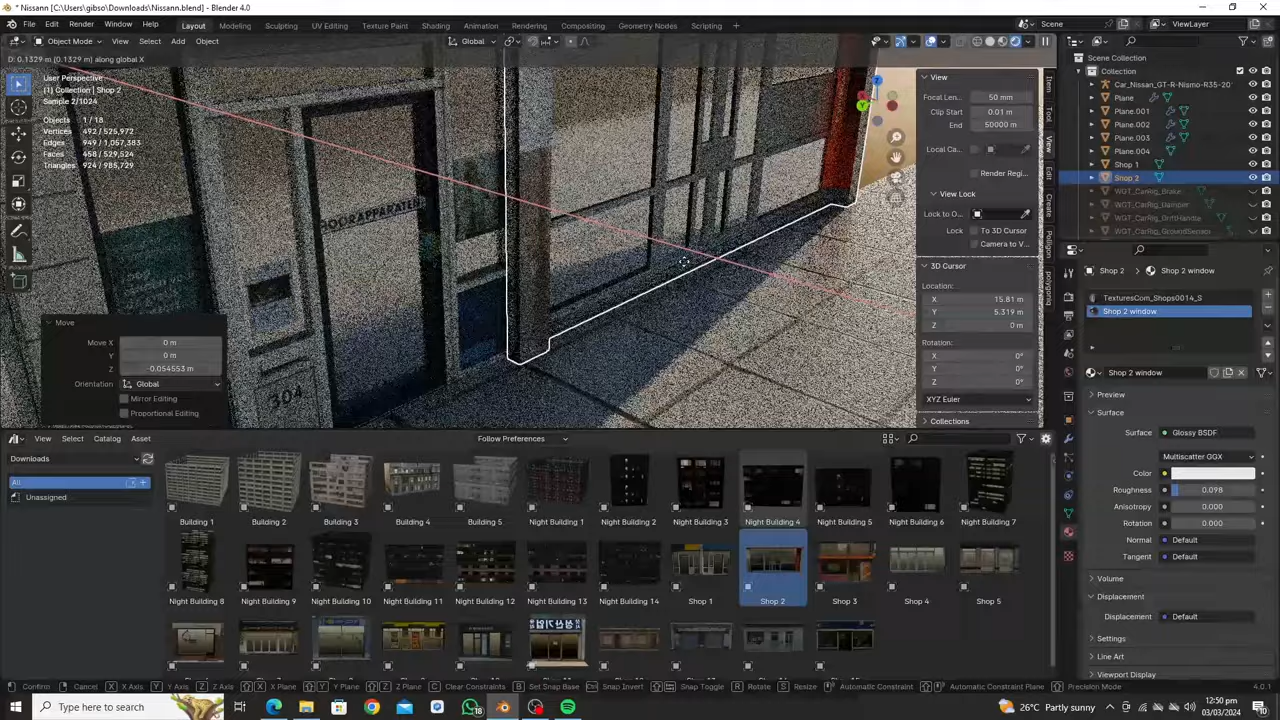 Nissann [C:\Users\gibso\Downloads\Nissann.blend] - Blender 4.0
File Edit Render Window Help Layout Modeling Sculpting UV Editing Texture Paint Shading Animation Rendering Compositing Geometry Nodes Scripting + Scene ViewLayer
Object Mode View Select Add Object Global
D: 0.1329 m (0.1329 m) along global X
User Perspective
(1) Collection | Shop 2
Sample 2/1024
Objects 1 / 18
Vertices 492 / 525,972
Edges 949 / 1,057,383
Faces 458 / 529,524
Triangles 924 / 985,729
304
Move
Move X 0 m
Y 0 m
Z -0.054553 m
Orientation Global
Mirror Editing
Proportional Editing
View
Focal Len... 50 mm
Clip Start 0.01 m
End 50000 m
Local Ca...
Render Regi...
View Lock
Lock to O...
Lock To 3D Cursor
Camera to V...
3D Cursor
Location:
X 15.81 m
Y 5.319 m
Z 0 m
Rotation:
X 0°
Y 0°
Z 0°
XYZ Euler
Collections
Item
Tool
View
Edit
Create
Poligon
polygoniq
Scene Collection
Collection
Car_Nissan_GT-R-Nismo-R35-20
Plane
Plane.001
Plane.002
Plane.003
Plane.004
Shop 1
Shop 2
WGT_CarRig_Brake
WGT_CarRig_Damper
WGT_CarRig_DriftHandle
WGT_CarRig_GroundSensor
Shop 2 Shop 2 window
TexturesCom_Shops0014_S
Shop 2 window
Shop 2 window
Preview
Surface
Surface Glossy BSDF
Multiscatter GGX
Color
Roughness 0.098
Anisotropy 0.000
Rotation 0.000
Normal Default
Tangent Default
Volume
Displacement
Displacement Default
Settings
Line Art
Viewport Display
View Select Catalog Asset Follow Preferences
Downloads
All
Unassigned
Building 1 Building 2 Building 3 Building 4 Building 5 Night Building 1 Night Building 2 Night Building 3 Night Building 4 Night Building 5 Night Building 6 Night Building 7
Night Building 8 Night Building 9 Night Building 10 Night Building 11 Night Building 12 Night Building 13 Night Building 14 Shop 1 Shop 2 Shop 3 Shop 4 Shop 5
Confirm Cancel X X Axis Y Y Axis Z Z Axis X X Plane Y Y Plane Z Z Plane C Clear Constraints B Set Snap Base Ctrl Snap Invert Snap Toggle R Rotate S Resize Automatic Constraint Automatic Constraint Plane Precision Mode 4.0.1
Type here to search 18 26°C Partly sunny 12:50 pm
03/03/2024 10